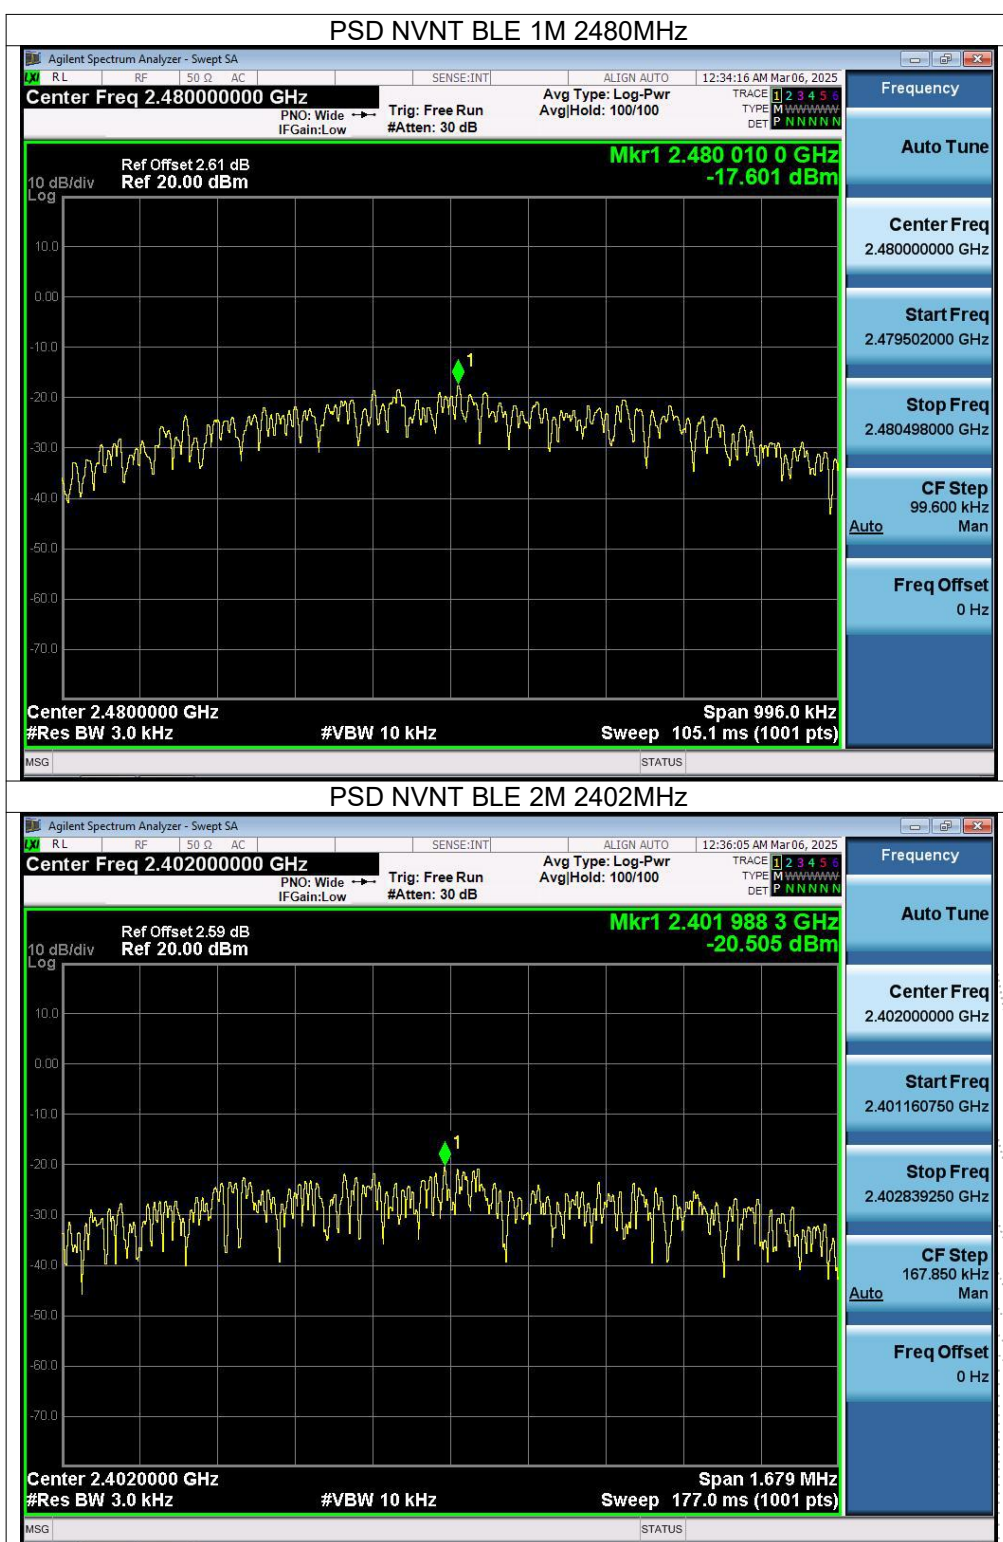 PSD NVNT BLE 1M 2480MHz
Agilent Spectrum Analyzer - Swept SA
LXI RL RF 50 Ω AC SENSE:INT ALIGN AUTO 12:34:16 AM Mar 06, 2025
Center Freq 2.480000000 GHz
PNO: Wide
IFGain:Low
Trig: Free Run
#Atten: 30 dB
Avg Type: Log-Pwr
Avg|Hold: 100/100
TRACE 1 2 3 4 5 6
TYPE M WWWWW
DET P N N N N N
Frequency
Mkr1 2.480 010 0 GHz
-17.601 dBm
Ref Offset 2.61 dB
10 dB/div Ref 20.00 dBm
Log
10.0
0.00
-10.0
1
-20.0
-30.0
-40.0
-50.0
-60.0
-70.0
Auto Tune
Center Freq
2.480000000 GHz
Start Freq
2.479502000 GHz
Stop Freq
2.480498000 GHz
CF Step
99.600 kHz
Auto Man
Freq Offset
0 Hz
Center 2.4800000 GHz Span 996.0 kHz
#Res BW 3.0 kHz #VBW 10 kHz Sweep 105.1 ms (1001 pts)
MSG STATUS
PSD NVNT BLE 2M 2402MHz
Agilent Spectrum Analyzer - Swept SA
LXI RL RF 50 Ω AC SENSE:INT ALIGN AUTO 12:36:05 AM Mar 06, 2025
Center Freq 2.402000000 GHz
PNO: Wide
IFGain:Low
Trig: Free Run
#Atten: 30 dB
Avg Type: Log-Pwr
Avg|Hold: 100/100
TRACE 1 2 3 4 5 6
TYPE M WWWWW
DET P N N N N N
Frequency
Mkr1 2.401 988 3 GHz
-20.505 dBm
Ref Offset 2.59 dB
10 dB/div Ref 20.00 dBm
Log
10.0
0.00
-10.0
1
-20.0
-30.0
-40.0
-50.0
-60.0
-70.0
Auto Tune
Center Freq
2.402000000 GHz
Start Freq
2.401160750 GHz
Stop Freq
2.402839250 GHz
CF Step
167.850 kHz
Auto Man
Freq Offset
0 Hz
Center 2.4020000 GHz Span 1.679 MHz
#Res BW 3.0 kHz #VBW 10 kHz Sweep 177.0 ms (1001 pts)
MSG STATUS